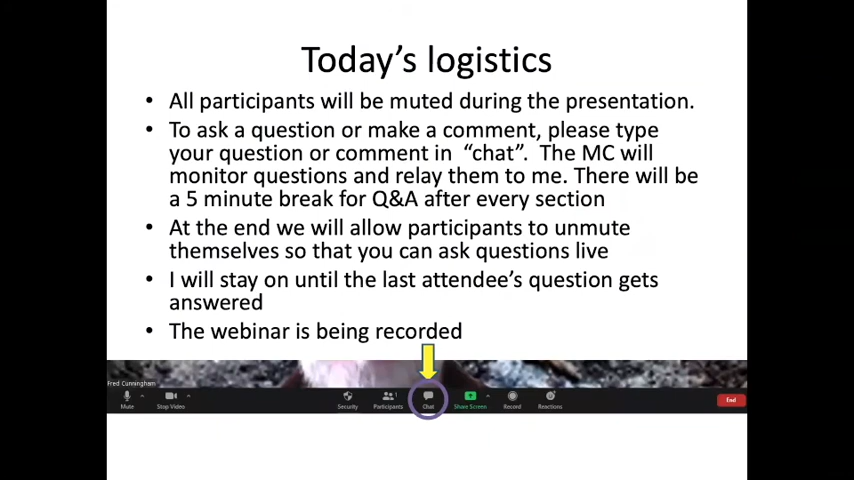 Today’s logistics
• All participants will be muted during the presentation.
• To ask a question or make a comment, please type
your question or comment in “chat”. The MC will
monitor questions and relay them to me. There will be
a 5 minute break for Q&A after every section
• At the end we will allow participants to unmute
themselves so that you can ask questions live
• I will stay on until the last attendee’s question gets
answered
• The webinar is being recorded
Fred Cunningham
1
Mute Stop Video Security Participants Chat Share Screen Record Reactions End